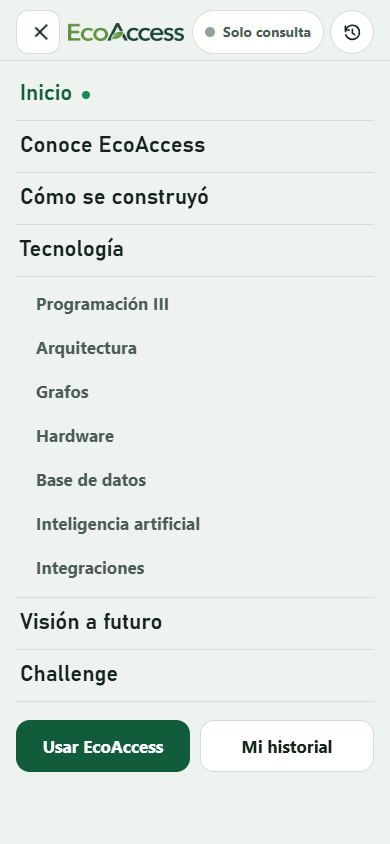 EcoAccess
Solo consulta
Inicio
Conoce EcoAccess
Cómo se construyó
Tecnología
Programación III
Arquitectura
Grafos
Hardware
Base de datos
Inteligencia artificial
Integraciones
Visión a futuro
Challenge
Usar EcoAccess
Mi historial